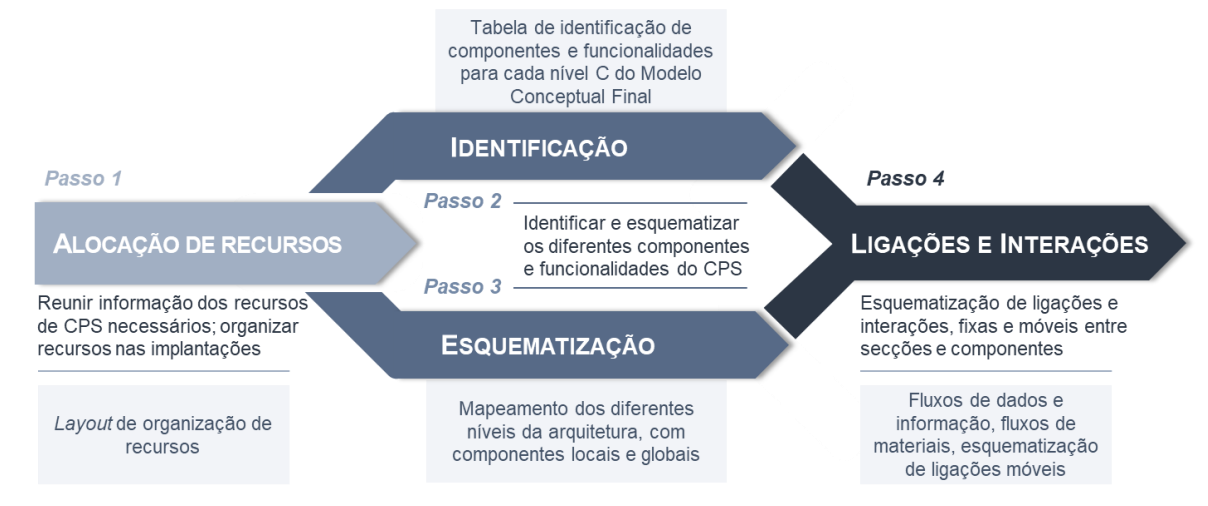 Tabela de identificação de
componentes e funcionalidades
para cada nível C do Modelo
Conceptual Final
IDENTIFICAÇÃO
Passo 1
ALOCAÇÃO DE RECURSOS
Reunir informação dos recursos
de CPS necessários; organizar
recursos nas implantações
Layout de organização de
recursos
Passo 2
Identificar e esquematizar
os diferentes componentes
e funcionalidades do CPS
Passo 3
ESQUEMATIZAÇÃO
Mapeamento dos diferentes
níveis da arquitetura, com
componentes locais e globais
Passo 4
LIGAÇÕES E INTERAÇÕES
Esquematização de ligações e
interações, fixas e móveis entre
secções e componentes
Fluxos de dados e
informação, fluxos de
materiais, esquematização
de ligações móveis